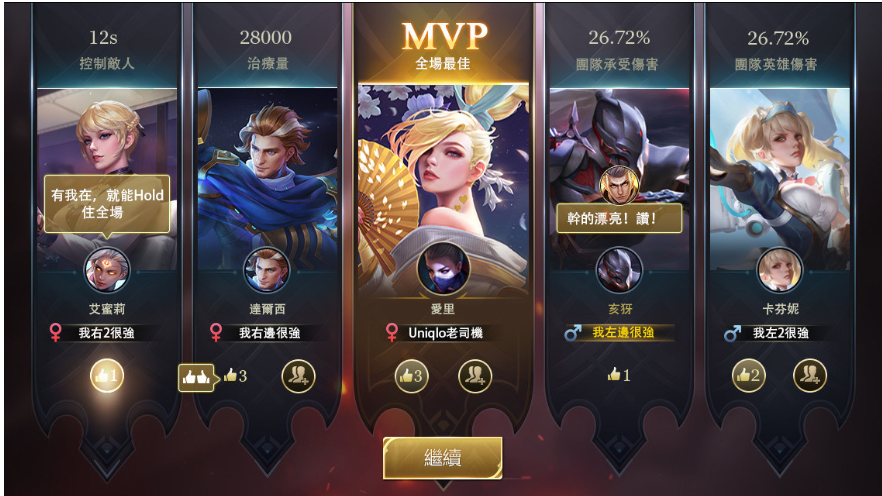 12s
控制敵人
28000
治療量
MVP
全場最佳
26.72%
團隊承受傷害
26.72%
團隊英雄傷害
有我在，就能Hold
住全場
幹的漂亮！讚！
艾蜜莉
達爾西
愛里
亥犽
卡芬妮
我右2很強
我右邊很強
Uniqlo老司機
我左邊很強
我左2很強
1
3
3
1
2
繼續